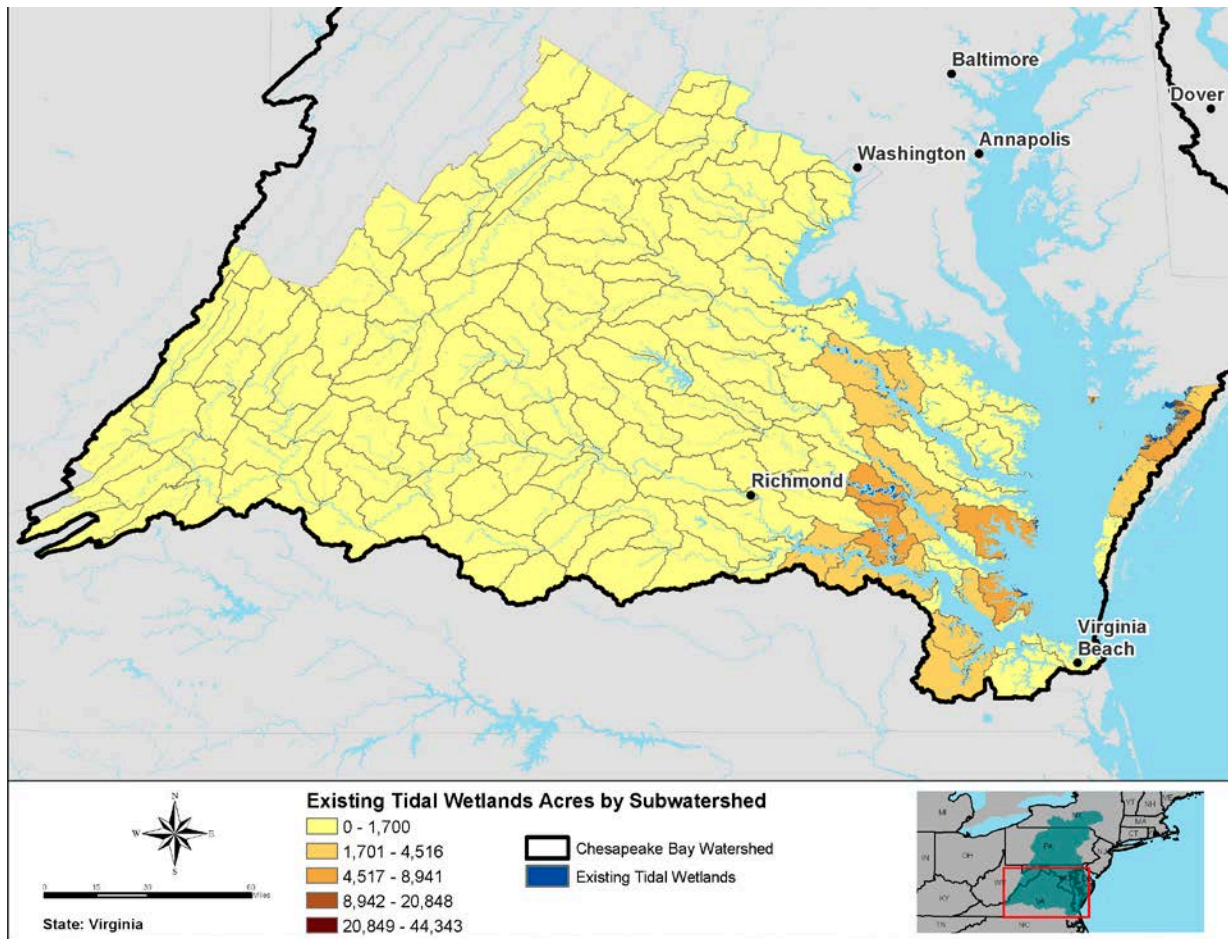 Baltimore
Dover
Annapolis
Washington
Richmond
Virginia
Beach
Existing Tidal Wetlands Acres by Subwatershed
N
W
E
S
0 - 1,700
1,701 - 4,516
4,517 - 8,941
8,942 - 20,848
20,849 - 44,343
Chesapeake Bay Watershed
Existing Tidal Wetlands
0 15 30 60
Miles
State: Virginia
MI
VT
NH
ME
MA
CT
PA
IN
OH
KY
VA
TN
NC